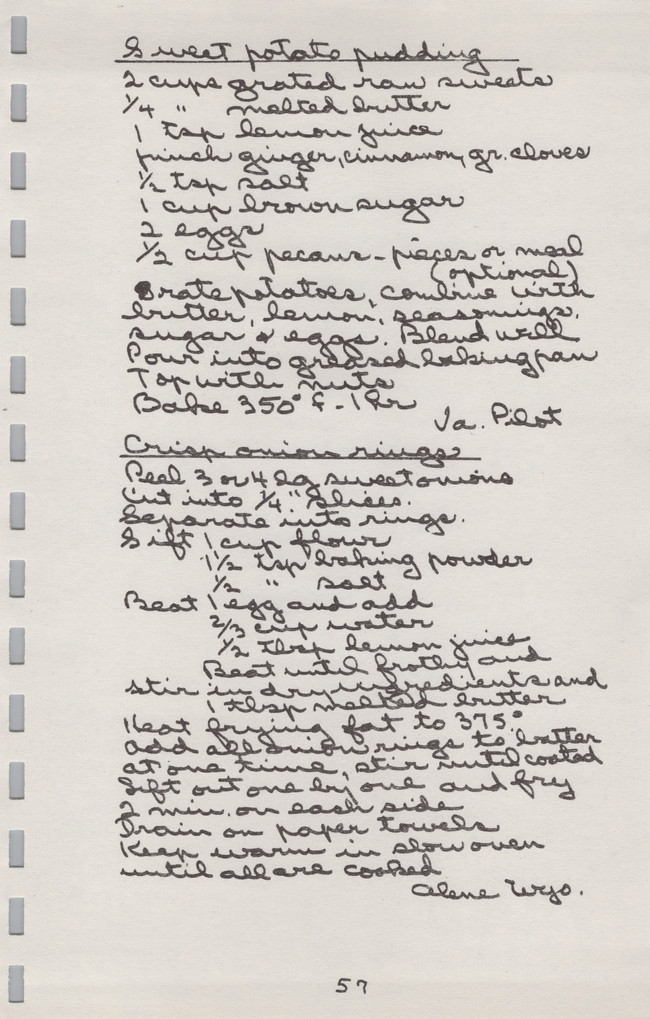 Sweet potato pudding
2 cups grated raw sweets
1/4 " melted butter
1 tsp lemon juice
pinch ginger, cinnamon, gr. cloves
1/2 tsp salt
1 cup brown sugar
2 eggs
1/2 cup pecans - pieces or meal
(optional)
Grate potatoes, combine with
butter, lemon, seasonings,
sugar & eggs. Blend well
Pour into greased baking pan
Top with nuts
Bake 350° f - 1 hr
Va. Pilot
Crisp onion rings
Peel 3 or 4 lg sweet onions
Cut into 1/4" slices.
Separate into rings.
Sift 1 cup flour
1 1/2 tsp baking powder
1/2 " salt
Beat 1 egg and add
2/3 cup water
1/2 tbsp lemon juice
Beat until frothy and
stir in dry ingredients and
1 tbsp melted butter
Heat frying fat to 375°
add all onion rings to batter
at one time, stir until coated
Lift out one by one and fry
2 min. on each side
Drain on paper towels
Keep warm in slow oven
until all are cooked
Alene Wyo.
57